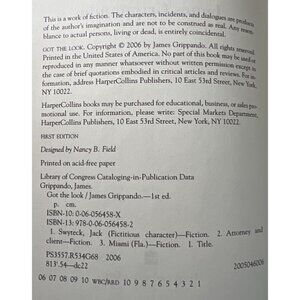 This is a work of fiction. The characters, incidents, and dialogues are products
of the author's imagination and are not to be construed as real. Any resem-
blance to actual persons, living or dead, is entirely coincidental.
GOT THE LOOK. Copyright © 2006 by James Grippando. All rights reserved.
Printed in the United States of America. No part of this book may be used or
reproduced in any manner whatsoever without written permission except in
the case of brief quotations embodied in critical articles and reviews. For in-
formation, address HarperCollins Publishers, 10 East 53rd Street, New York,
NY 10022.
HarperCollins books may be purchased for educational, business, or sales pro-
motional use. For information, please write: Special Markets Department,
HarperCollins Publishers, 10 East 53rd Street, New York, NY 10022.
FIRST EDITION
Designed by Nancy B. Field
Printed on acid-free paper
Library of Congress Cataloging-in-Publication Data
Grippando, James.
Got the look / James Grippando.—1st ed.
p. cm.
ISBN-10: 0-06-056458-X
ISBN-13: 978-0-06-056458-2
1. Swyteck, Jack (Fictitious character)—Fiction. 2. Attorney and
client—Fiction. 3. Miami (Fla.)—Fiction. I. Title.
PS3557.R534G68 2006
813'.54—dc22 2005046006
06 07 08 09 10 WBC/RRD 10 9 8 7 6 5 4 3 2 1